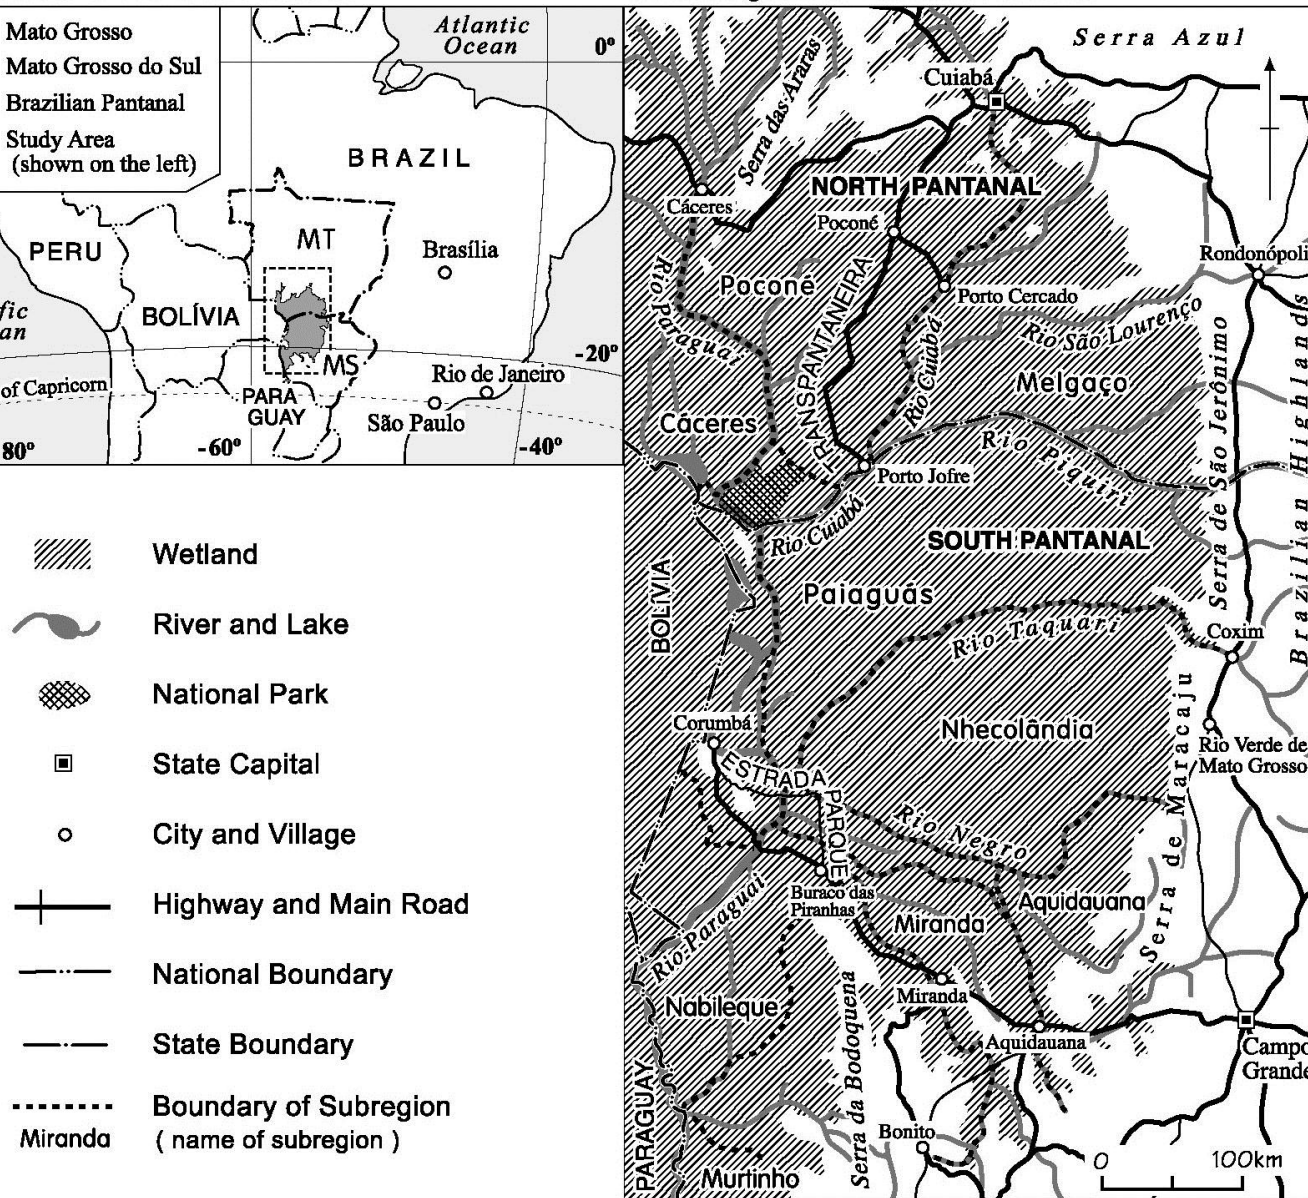 Mato Grosso
Mato Grosso do Sul
Brazilian Pantanal
Study Area
(shown on the left)
Atlantic
Ocean
0°
BRAZIL
PERU
MT
Brasília
BOLÍVIA
fic
an
MS
-20°
of Capricorn
PARA
GUAY
Rio de Janeiro
São Paulo
80°
-60°
-40°
Wetland
River and Lake
National Park
State Capital
City and Village
Highway and Main Road
National Boundary
State Boundary
Boundary of Subregion
Miranda
( name of subregion )
Serra Azul
Cuiabá
Serra das Araras
NORTH PANTANAL
Cáceres
Poconé
Rondonópoli
Rio Paraguai
Poconé
Porto Cercado
TRANSPANTANEIRA
Rio Cuiabá
Rio São Lourenço
Melgaço
Serra de São Jerônimo
Brazilian Highlands
Cáceres
Rio Piquiri
Porto Jofre
Rio Cuiabá
SOUTH PANTANAL
BOLÍVIA
Paiaguás
Rio Taquari
Coxim
Corumbá
Nhecolândia
Serra de Maracaju
Rio Verde de
Mato Grosso
ESTRADA
PARQUE
Rio Negro
Buraco das
Piranhas
Aquidauana
Miranda
Rio Paraguai
Nabileque
Miranda
Aquidauana
Campo
Grande
Serra da Bodoquena
PARAGUAY
Bonito
Murtinho
0
100km